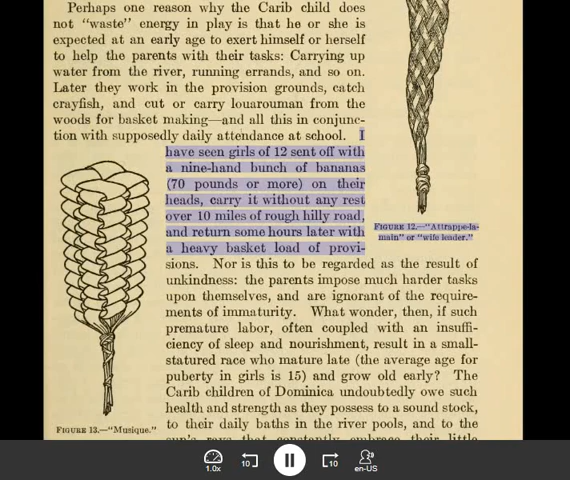 Perhaps one reason why the Carib child does
not "waste" energy in play is that he or she is
expected at an early age to exert himself or herself
to help the parents with their tasks: Carrying up
water from the river, running errands, and so on.
Later they work in the provision grounds, catch
crayfish, and cut or carry louarouman from the
woods for basket making—and all this in conjunc-
tion with supposedly daily attendance at school. I
have seen girls of 12 sent off with
a nine-hand bunch of bananas
(70 pounds or more) on their
heads, carry it without any rest
over 10 miles of rough hilly road,
and return some hours later with
a heavy basket load of provi-
FIGURE 12.—"Attrappe-la-
main" or "wife leader."
sions. Nor is this to be regarded as the result of
unkindness: the parents impose much harder tasks
upon themselves, and are ignorant of the require-
ments of immaturity. What wonder, then, if such
premature labor, often coupled with an insuffi-
ciency of sleep and nourishment, result in a small-
statured race who mature late (the average age for
puberty in girls is 15) and grow old early? The
Carib children of Dominica undoubtedly owe such
health and strength as they possess to a sound stock,
to their daily baths in the river pools, and to the
sun's rays that constantly embrace their little
FIGURE 13.—"Musique."
1.0x
10
10
en-US